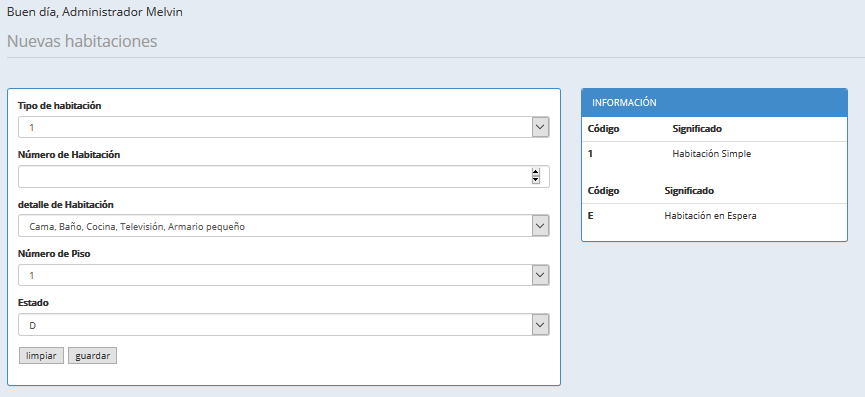 Buen día, Administrador Melvin
Nuevas habitaciones
Tipo de habitación
1
Número de Habitación
detalle de Habitación
Cama, Baño, Cocina, Televisión, Armario pequeño
Número de Piso
1
Estado
D
limpiar guardar
INFORMACIÓN
Código Significado
1 Habitación Simple
Código Significado
E Habitación en Espera